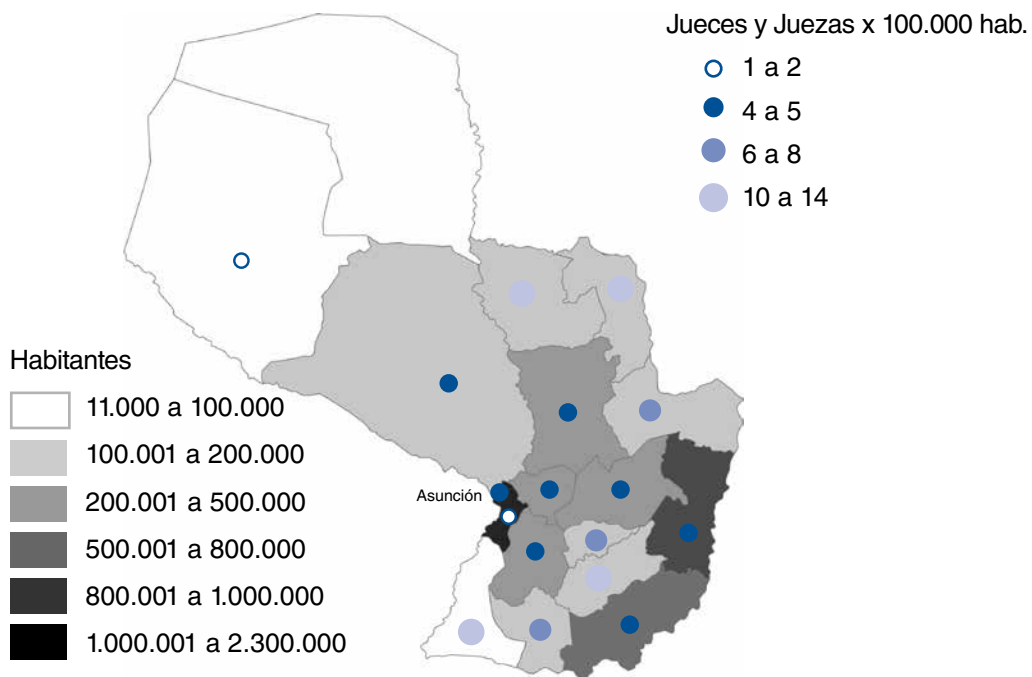 Jueces y Juezas x 100.000 hab.
1 a 2
4 a 5
6 a 8
10 a 14
Habitantes
11.000 a 100.000
100.001 a 200.000
200.001 a 500.000
500.001 a 800.000
800.001 a 1.000.000
1.000.001 a 2.300.000
Asunción